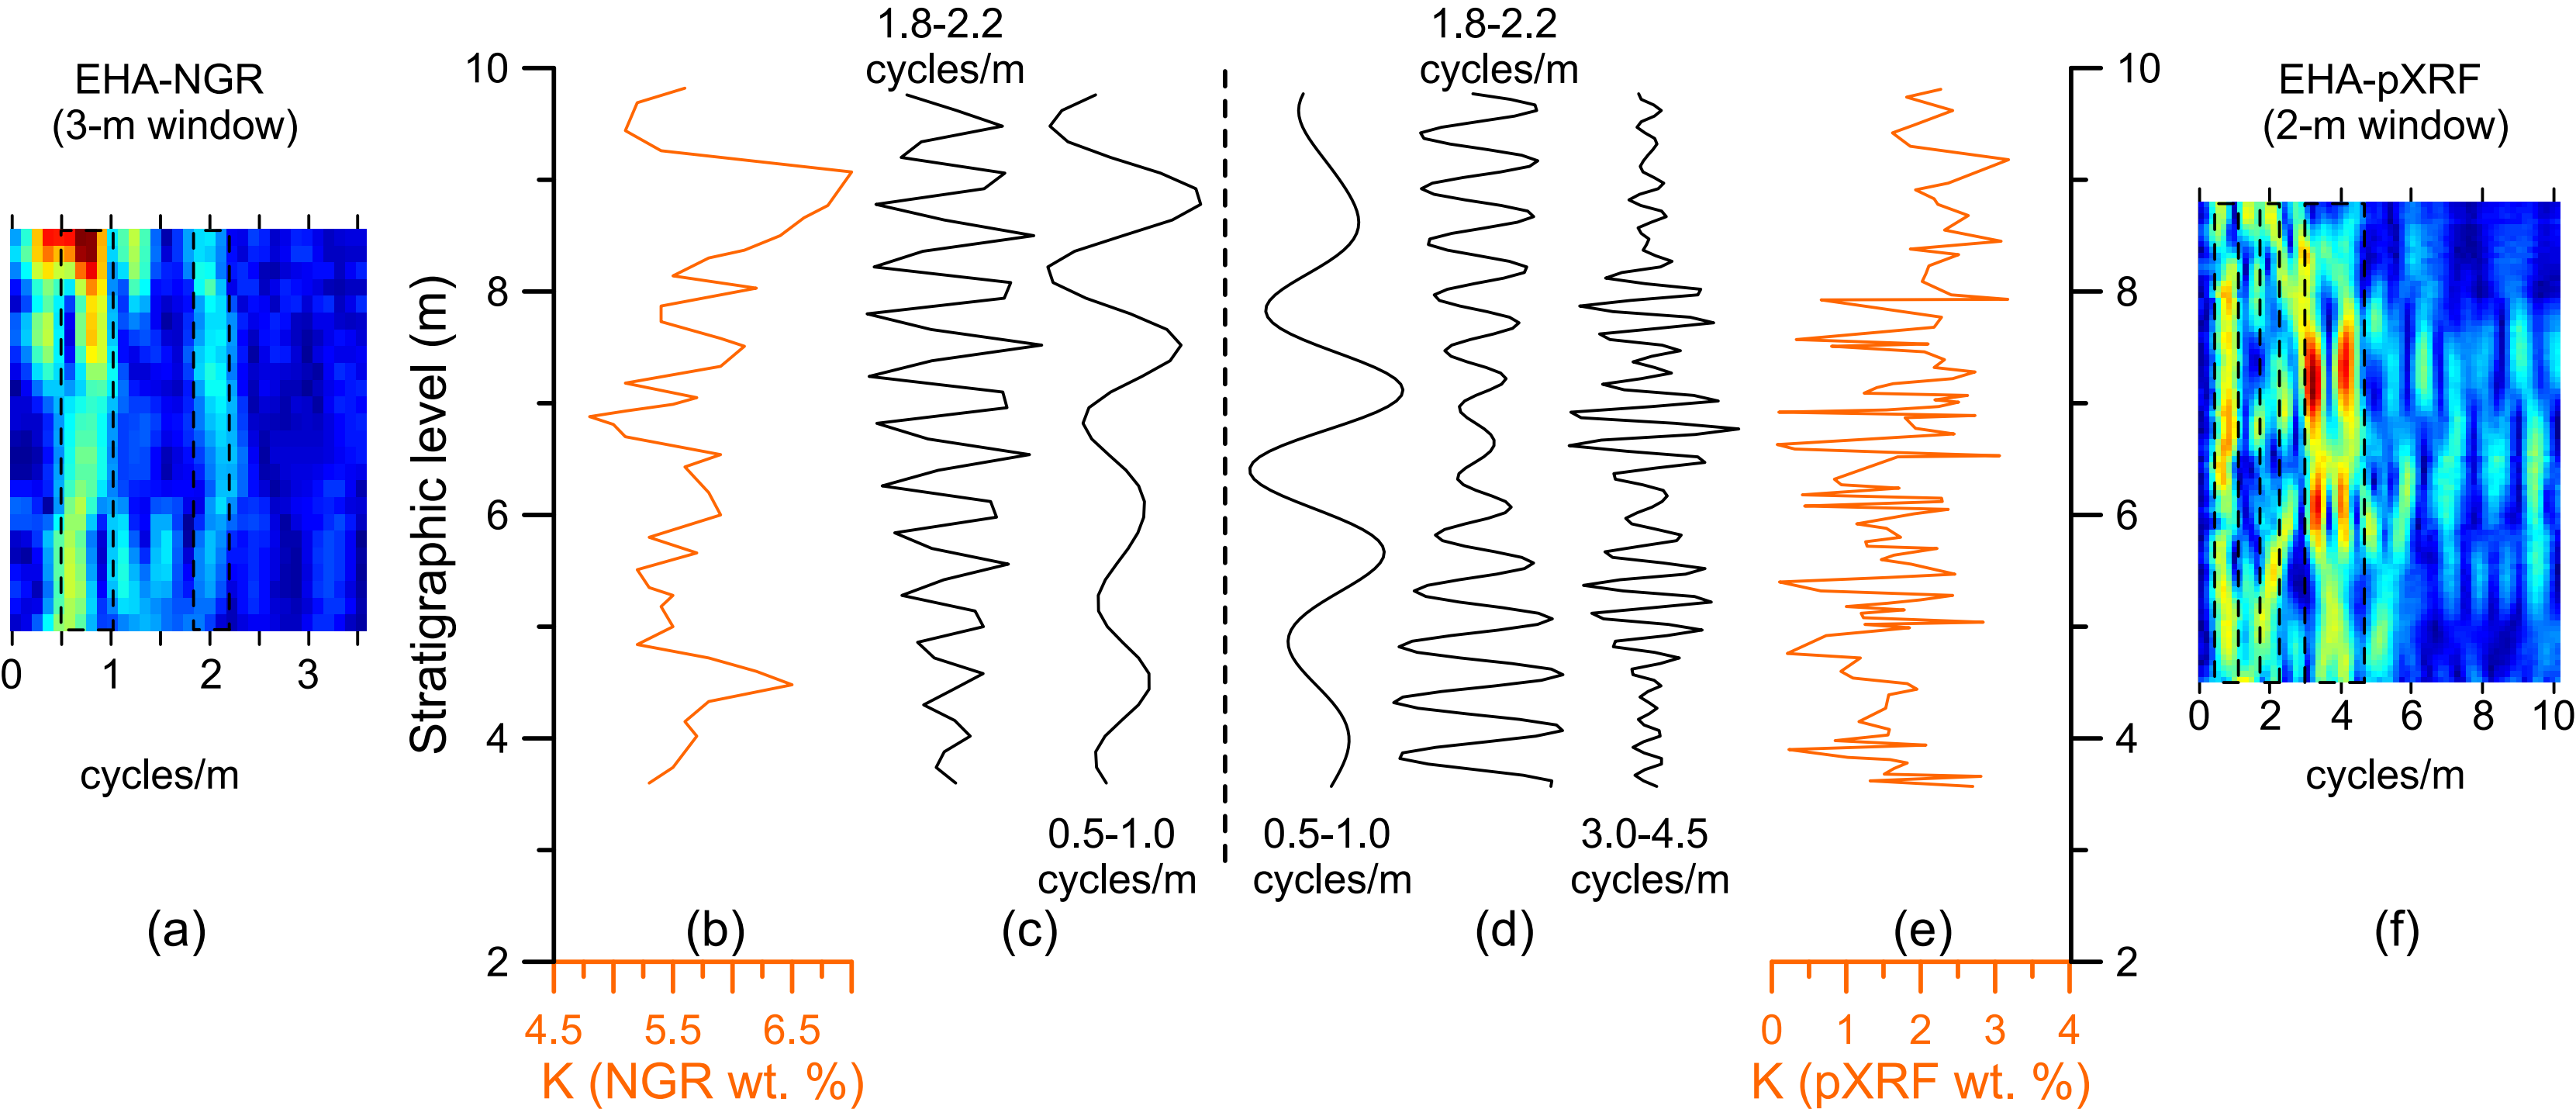 EHA-NGR
(3-m window)
0 1 2 3
cycles/m
(a)
Stratigraphic level (m)
10
8
6
4
2
(b)
4.5 5.5 6.5
K (NGR wt. %)
1.8-2.2
cycles/m
0.5-1.0
cycles/m
(c)
1.8-2.2
cycles/m
0.5-1.0
cycles/m
3.0-4.5
cycles/m
(d)
(e)
0 1 2 3 4
K (pXRF wt. %)
10
8
6
4
2
EHA-pXRF
(2-m window)
0 2 4 6 8 10
cycles/m
(f)